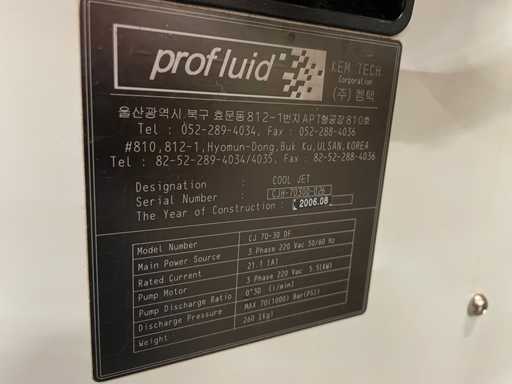 profluid
KEM TECH
Corporation
(주) 켐텍
울산광역시 북구 효문동812-1번지 APT형공장810호
Tel : 052-289-4034, Fax : 052-288-4036
#810,812-1,Hyomun-Dong,Buk Ku,ULSAN,KOREA
Tel : 82-52-289-4034/4035, Fax : 82-52-288-4036
Designation : COOL JET
Serial Number : CJH-7030D-026
The Year of Construction : 2006.08
Model Number CJ 70-30 DF
Main Power Source 3 Phase 220 Vac 50/60 Hz
Rated Current 21.1 [A]
Pump Motor 3 Phase 220 Vac 5.5[KW]
Pump Discharge Ratio 0~30 [ℓ/min]
Discharge Pressure MAX 70(1000) Bar(PSI)
Weight 260 [Kg]